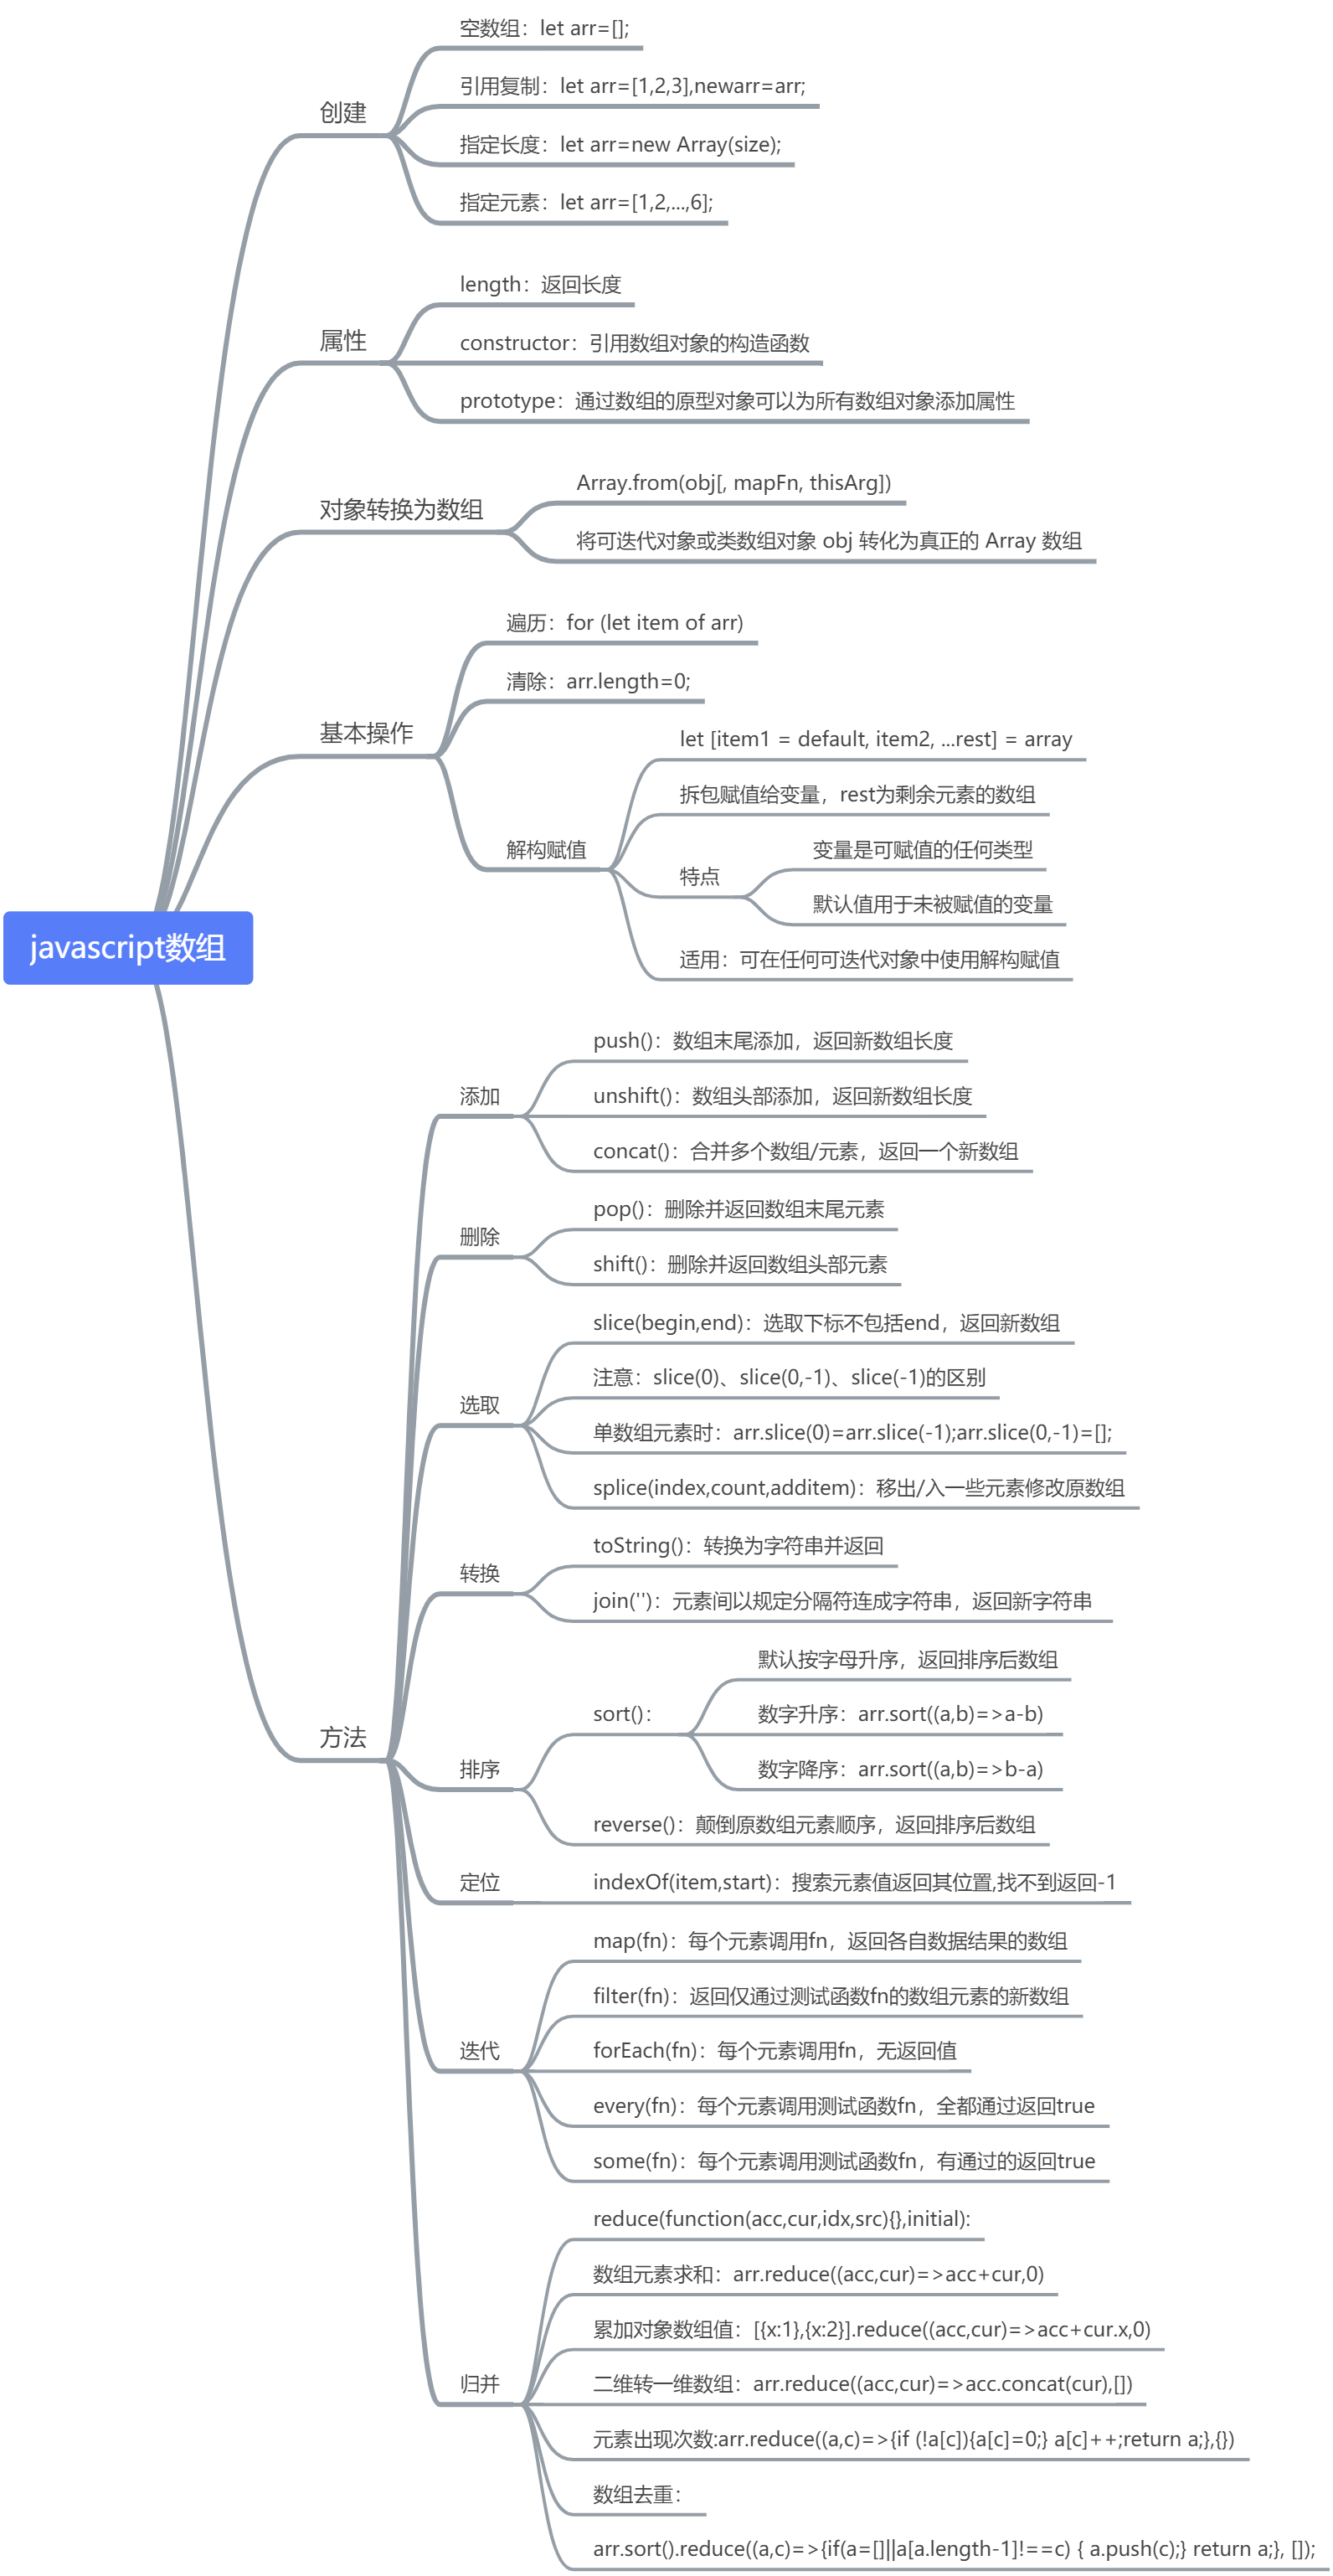 javascript数组
创建
空数组：let arr=[];
引用复制：let arr=[1,2,3],newarr=arr;
指定长度：let arr=new Array(size);
指定元素：let arr=[1,2,...,6];
属性
length：返回长度
constructor：引用数组对象的构造函数
prototype：通过数组的原型对象可以为所有数组对象添加属性
对象转换为数组
Array.from(obj[, mapFn, thisArg])
将可迭代对象或类数组对象 obj 转化为真正的 Array 数组
基本操作
遍历：for (let item of arr)
清除：arr.length=0;
解构赋值
let [item1 = default, item2, ...rest] = array
拆包赋值给变量，rest为剩余元素的数组
特点
变量是可赋值的任何类型
默认值用于未被赋值的变量
适用：可在任何可迭代对象中使用解构赋值
方法
添加
push()：数组末尾添加，返回新数组长度
unshift()：数组头部添加，返回新数组长度
concat()：合并多个数组/元素，返回一个新数组
删除
pop()：删除并返回数组末尾元素
shift()：删除并返回数组头部元素
选取
slice(begin,end)：选取下标不包括end，返回新数组
注意：slice(0)、slice(0,-1)、slice(-1)的区别
单数组元素时：arr.slice(0)=arr.slice(-1);arr.slice(0,-1)=[];
splice(index,count,additem)：移出/入一些元素修改原数组
转换
toString()：转换为字符串并返回
join('')：元素间以规定分隔符连成字符串，返回新字符串
排序
sort()：
默认按字母升序，返回排序后数组
数字升序：arr.sort((a,b)=>a-b)
数字降序：arr.sort((a,b)=>b-a)
reverse()：颠倒原数组元素顺序，返回排序后数组
定位
indexOf(item,start)：搜索元素值返回其位置,找不到返回-1
迭代
map(fn)：每个元素调用fn，返回各自数据结果的数组
filter(fn)：返回仅通过测试函数fn的数组元素的新数组
forEach(fn)：每个元素调用fn，无返回值
every(fn)：每个元素调用测试函数fn，全都通过返回true
some(fn)：每个元素调用测试函数fn，有通过的返回true
归并
reduce(function(acc,cur,idx,src){},initial):
数组元素求和：arr.reduce((acc,cur)=>acc+cur,0)
累加对象数组值：[{x:1},{x:2}].reduce((acc,cur)=>acc+cur.x,0)
二维转一维数组：arr.reduce((acc,cur)=>acc.concat(cur),[])
元素出现次数:arr.reduce((a,c)=>{if (!a[c]){a[c]=0;} a[c]++;return a;},{})
数组去重：
arr.sort().reduce((a,c)=>{if(a=[]||a[a.length-1]!==c) { a.push(c);} return a;}, []);